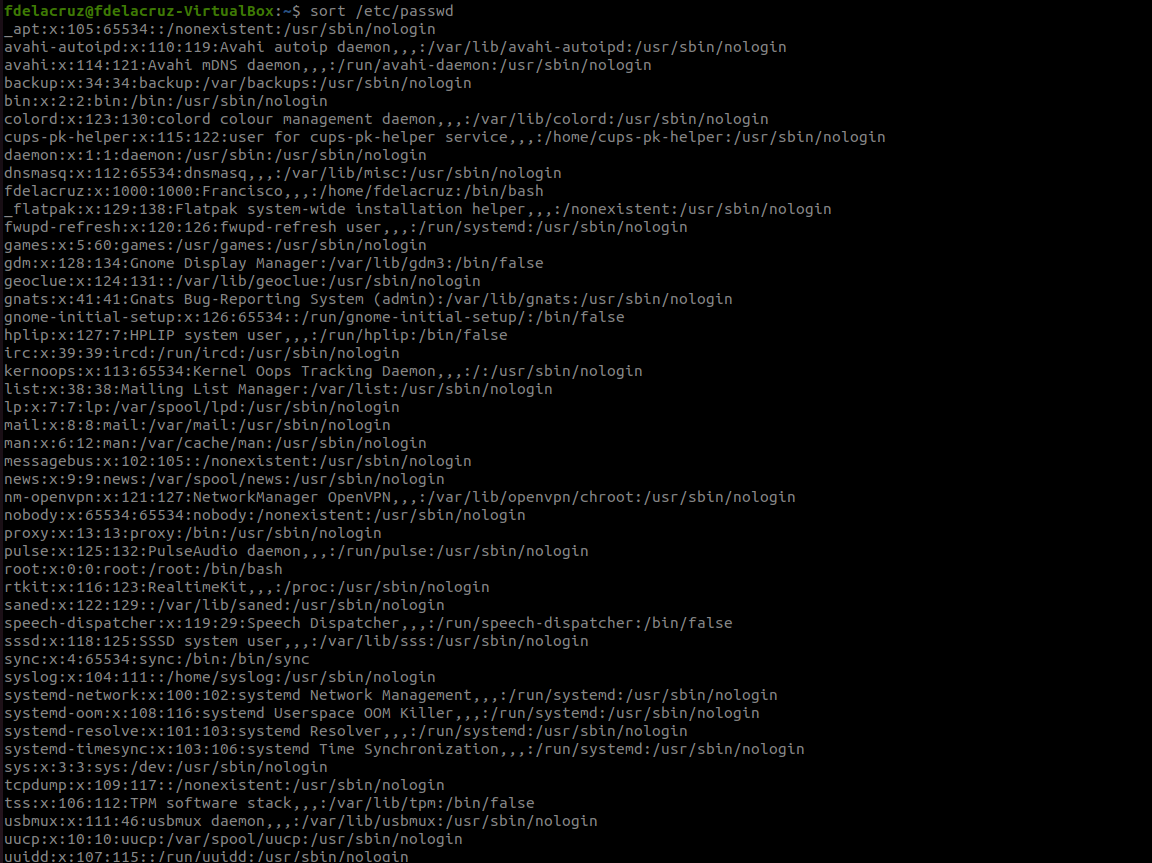 fdelacruz@fdelacruz-VirtualBox:~$ sort /etc/passwd
_apt:x:105:65534::/nonexistent:/usr/sbin/nologin
avahi-autoipd:x:110:119:Avahi autoip daemon,,,:/var/lib/avahi-autoipd:/usr/sbin/nologin
avahi:x:114:121:Avahi mDNS daemon,,,:/run/avahi-daemon:/usr/sbin/nologin
backup:x:34:34:backup:/var/backups:/usr/sbin/nologin
bin:x:2:2:bin:/bin:/usr/sbin/nologin
colord:x:123:130:colord colour management daemon,,,:/var/lib/colord:/usr/sbin/nologin
cups-pk-helper:x:115:122:user for cups-pk-helper service,,,:/home/cups-pk-helper:/usr/sbin/nologin
daemon:x:1:1:daemon:/usr/sbin:/usr/sbin/nologin
dnsmasq:x:112:65534:dnsmasq,,,:/var/lib/misc:/usr/sbin/nologin
fdelacruz:x:1000:1000:Francisco,,,:/home/fdelacruz:/bin/bash
_flatpak:x:129:138:Flatpak system-wide installation helper,,,:/nonexistent:/usr/sbin/nologin
fwupd-refresh:x:120:126:fwupd-refresh user,,,:/run/systemd:/usr/sbin/nologin
games:x:5:60:games:/usr/games:/usr/sbin/nologin
gdm:x:128:134:Gnome Display Manager:/var/lib/gdm3:/bin/false
geoclue:x:124:131::/var/lib/geoclue:/usr/sbin/nologin
gnats:x:41:41:Gnats Bug-Reporting System (admin):/var/lib/gnats:/usr/sbin/nologin
gnome-initial-setup:x:126:65534::/run/gnome-initial-setup/:/bin/false
hplip:x:127:7:HPLIP system user,,,:/run/hplip:/bin/false
irc:x:39:39:ircd:/run/ircd:/usr/sbin/nologin
kernoops:x:113:65534:Kernel Oops Tracking Daemon,,,:/:/usr/sbin/nologin
list:x:38:38:Mailing List Manager:/var/list:/usr/sbin/nologin
lp:x:7:7:lp:/var/spool/lpd:/usr/sbin/nologin
mail:x:8:8:mail:/var/mail:/usr/sbin/nologin
man:x:6:12:man:/var/cache/man:/usr/sbin/nologin
messagebus:x:102:105::/nonexistent:/usr/sbin/nologin
news:x:9:9:news:/var/spool/news:/usr/sbin/nologin
nm-openvpn:x:121:127:NetworkManager OpenVPN,,,:/var/lib/openvpn/chroot:/usr/sbin/nologin
nobody:x:65534:65534:nobody:/nonexistent:/usr/sbin/nologin
proxy:x:13:13:proxy:/bin:/usr/sbin/nologin
pulse:x:125:132:PulseAudio daemon,,,:/run/pulse:/usr/sbin/nologin
root:x:0:0:root:/root:/bin/bash
rtkit:x:116:123:RealtimeKit,,,:/proc:/usr/sbin/nologin
saned:x:122:129::/var/lib/saned:/usr/sbin/nologin
speech-dispatcher:x:119:29:Speech Dispatcher,,,:/run/speech-dispatcher:/bin/false
sssd:x:118:125:SSSD system user,,,:/var/lib/sss:/usr/sbin/nologin
sync:x:4:65534:sync:/bin:/bin/sync
syslog:x:104:111::/home/syslog:/usr/sbin/nologin
systemd-network:x:100:102:systemd Network Management,,,:/run/systemd:/usr/sbin/nologin
systemd-oom:x:108:116:systemd Userspace OOM Killer,,,:/run/systemd:/usr/sbin/nologin
systemd-resolve:x:101:103:systemd Resolver,,,:/run/systemd:/usr/sbin/nologin
systemd-timesync:x:103:106:systemd Time Synchronization,,,:/run/systemd:/usr/sbin/nologin
sys:x:3:3:sys:/dev:/usr/sbin/nologin
tcpdump:x:109:117::/nonexistent:/usr/sbin/nologin
tss:x:106:112:TPM software stack,,,:/var/lib/tpm:/bin/false
usbmux:x:111:46:usbmux daemon,,,:/var/lib/usbmux:/usr/sbin/nologin
uucp:x:10:10:uucp:/var/spool/uucp:/usr/sbin/nologin
uuidd:x:107:115::/run/uuidd:/usr/sbin/nologin